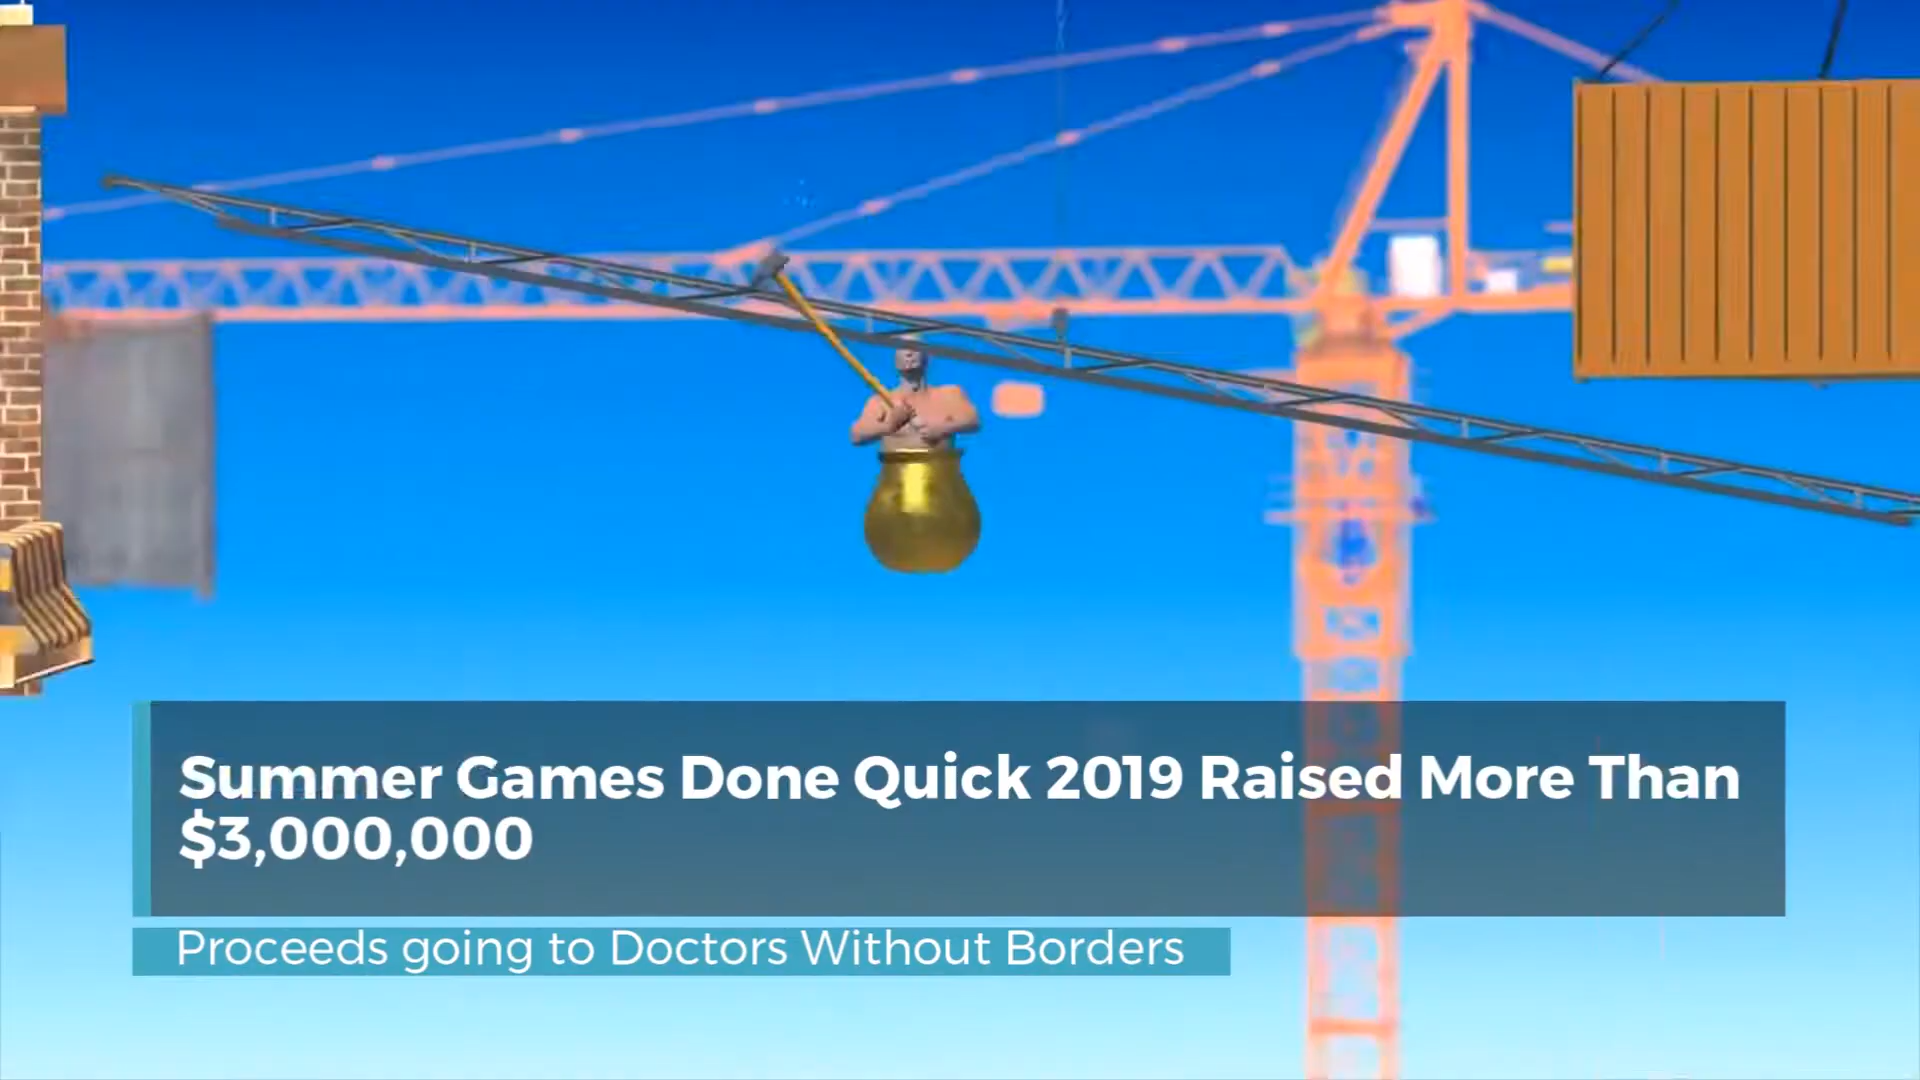 Summer Games Done Quick 2019 Raised More Than
$3,000,000
Proceeds going to Doctors Without Borders